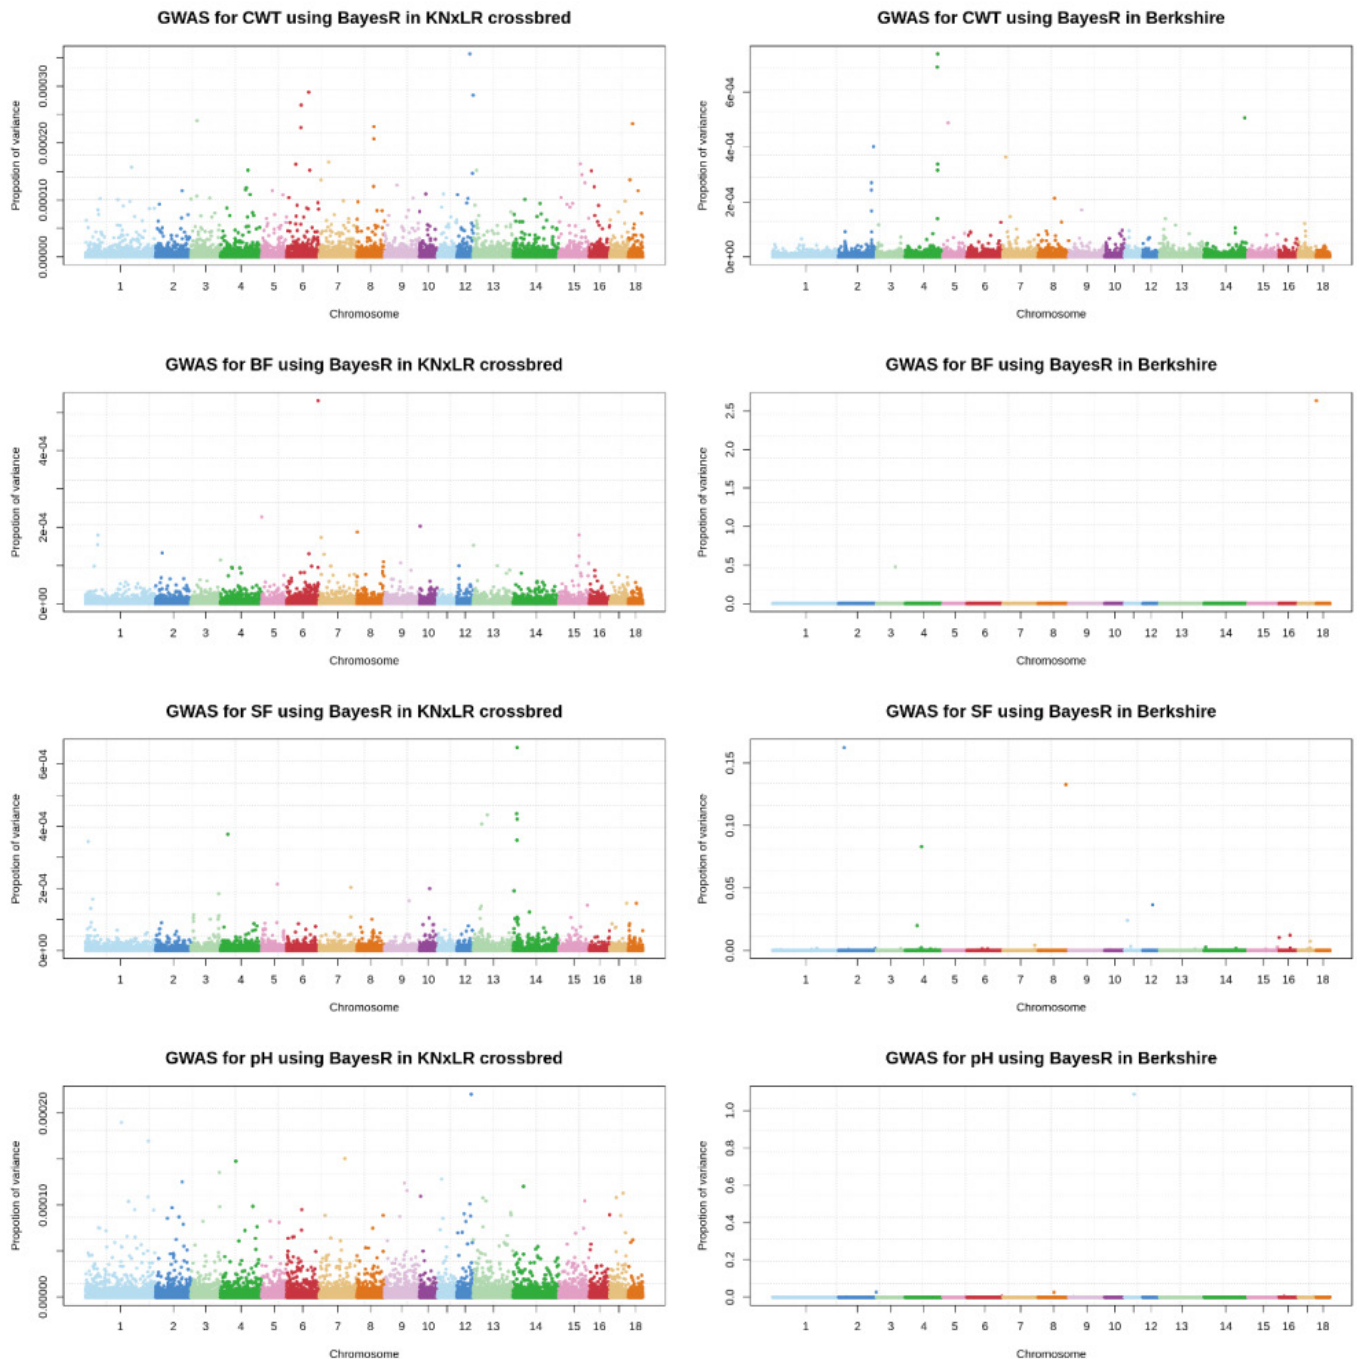 GWAS for CWT using BayesR in KNxLR crossbred
Propotion of variance
0.00030
0.00020
0.00010
0.00000
1 2 3 4 5 6 7 8 9 10 12 13 14 15 16 18
Chromosome
GWAS for CWT using BayesR in Berkshire
Propotion of variance
6e-04
4e-04
2e-04
0e+00
1 2 3 4 5 6 7 8 9 10 12 13 14 15 16 18
Chromosome
GWAS for BF using BayesR in KNxLR crossbred
Propotion of variance
4e-04
2e-04
0e+00
1 2 3 4 5 6 7 8 9 10 12 13 14 15 16 18
Chromosome
GWAS for BF using BayesR in Berkshire
Propotion of variance
2.5
2.0
1.5
1.0
0.5
0.0
1 2 3 4 5 6 7 8 9 10 12 13 14 15 16 18
Chromosome
GWAS for SF using BayesR in KNxLR crossbred
Propotion of variance
6e-04
4e-04
2e-04
0e+00
1 2 3 4 5 6 7 8 9 10 12 13 14 15 16 18
Chromosome
GWAS for SF using BayesR in Berkshire
Propotion of variance
0.15
0.10
0.05
0.00
1 2 3 4 5 6 7 8 9 10 12 13 14 15 16 18
Chromosome
GWAS for pH using BayesR in KNxLR crossbred
Propotion of variance
0.00020
0.00010
0.00000
1 2 3 4 5 6 7 8 9 10 12 13 14 15 16 18
Chromosome
GWAS for pH using BayesR in Berkshire
Propotion of variance
1.0
0.8
0.6
0.4
0.2
0.0
1 2 3 4 5 6 7 8 9 10 12 13 14 15 16 18
Chromosome